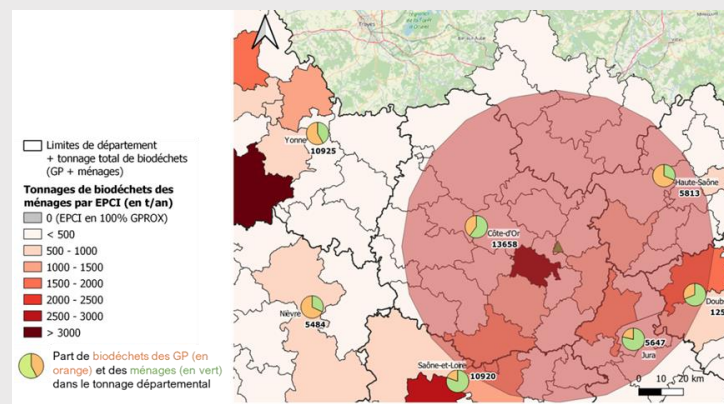 Troyes
Limites de département
+ tonnage total de biodéchets
(GP + ménages)
Tonnages de biodéchets des
ménages par EPCI (en t/an)
0 (EPCI en 100% GPROX)
< 500
500 - 1000
1000 - 1500
1500 - 2000
2000 - 2500
2500 - 3000
> 3000
Part de biodéchets des GP (en
orange) et des ménages (en vert)
dans le tonnage départemental
Yonne
10925
Haute-Saône
5813
Côte-d'Or
13658
Doub
125
Nièvre
5484
5647
Jura
Saône-et-Loire
10920
0 10 20 km